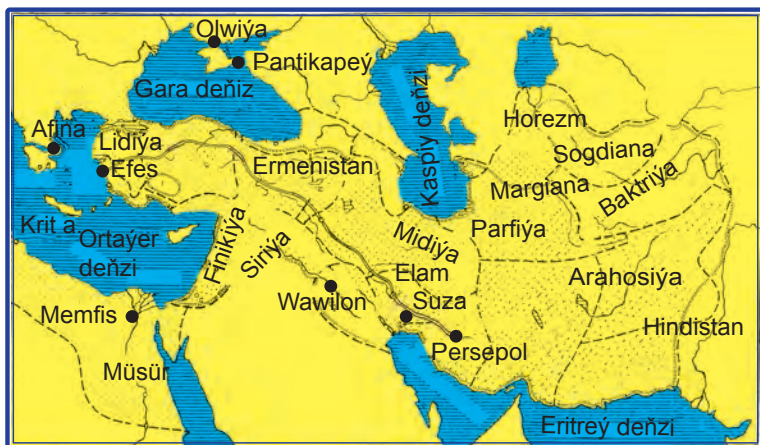 Olwiýa
Pantikapeý
Gara deňiz
Kaspiy deňzi
Horezm
Afina
Lidiýa
Efes
Ermenistan
Sogdiana
Margiana
Baktriýa
Krit a
Ortaýer
deňzi
Finikiýa
Siriýa
Midiýa
Parfiýa
Elam
Arahosiýa
Wawilon
Suza
Memfis
Hindistan
Persepol
Müsür
Eritreý deňzi